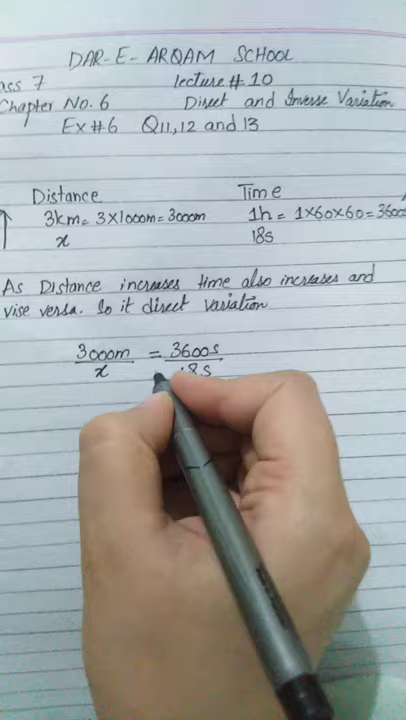 DAR-E-ARQAM SCHOOL
ass 7 lecture # 10
Chapter No. 6 Direct and Inverse Variation
Ex # 6 Q11, 12 and 13
Distance Time
3km = 3×1000m = 3000m 1h = 1×60×60 = 3600
x 18s
As Distance increases time also increases and
vise versa. So it direct variation
3000m = 3600s
x 18s